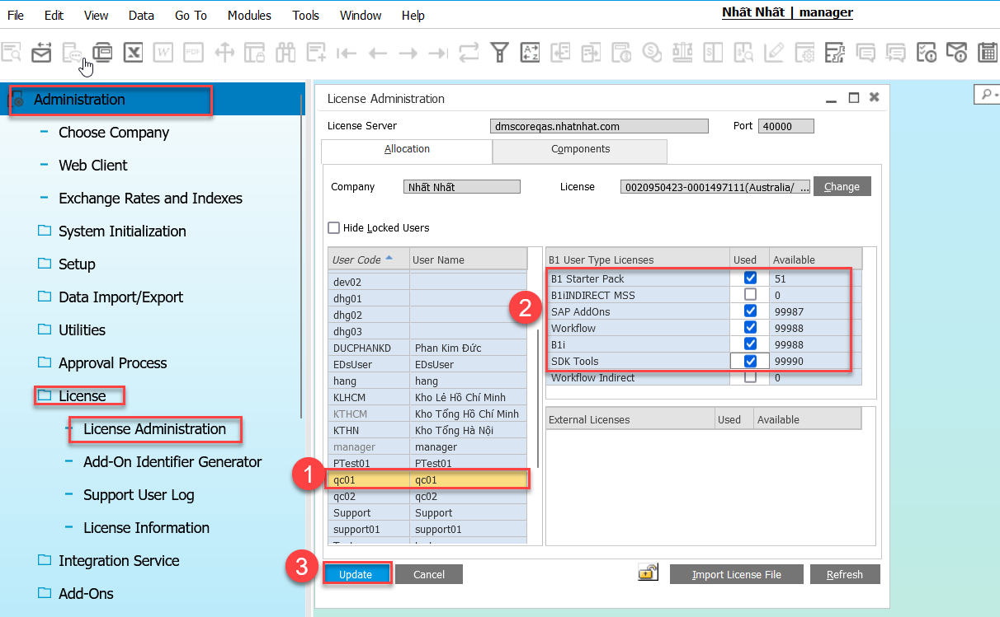 File Edit View Data Go To Modules Tools Window Help
Nhất Nhất | manager
Administration
Choose Company
Web Client
Exchange Rates and Indexes
System Initialization
Setup
Data Import/Export
Utilities
Approval Process
License
License Administration
Add-On Identifier Generator
Support User Log
License Information
Integration Service
Add-Ons
License Administration
License Server dmscoreqas.nhatnhat.com Port 40000
Allocation Components
Company Nhất Nhất License 0020950423-0001497111(Australia/ ... Change
Hide Locked Users
User Code User Name
dev02
dhg01
dhg02
dhg03
DUCPHANKD Phan Kim Đức
EDsUser EDsUser
hang hang
KLHCM Kho Lẻ Hồ Chí Minh
KTHCM Kho Tổng Hồ Chí Minh
KTHN Kho Tổng Hà Nội
manager manager
PTest01 PTest01
1
qc01 qc01
qc02 qc02
Support Support
support01 support01
B1 User Type Licenses Used Available
B1 Starter Pack 51
B1iINDIRECT MSS 0
2
SAP AddOns 99987
Workflow 99988
B1i 99988
SDK Tools 99990
Workflow Indirect 0
External Licenses Used Available
3
Update Cancel Import License File Refresh